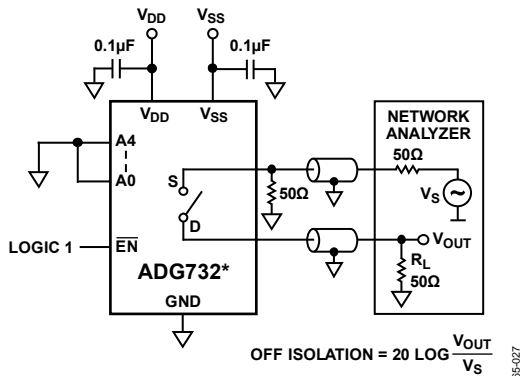 VDD VSS
0.1µF 0.1µF
VDD VSS
A4
A0
S
D
50Ω
NETWORK
ANALYZER
50Ω
VS
VOUT
RL
50Ω
LOGIC 1
EN
ADG732*
GND
OFF ISOLATION = 20 LOG VOUT
VS